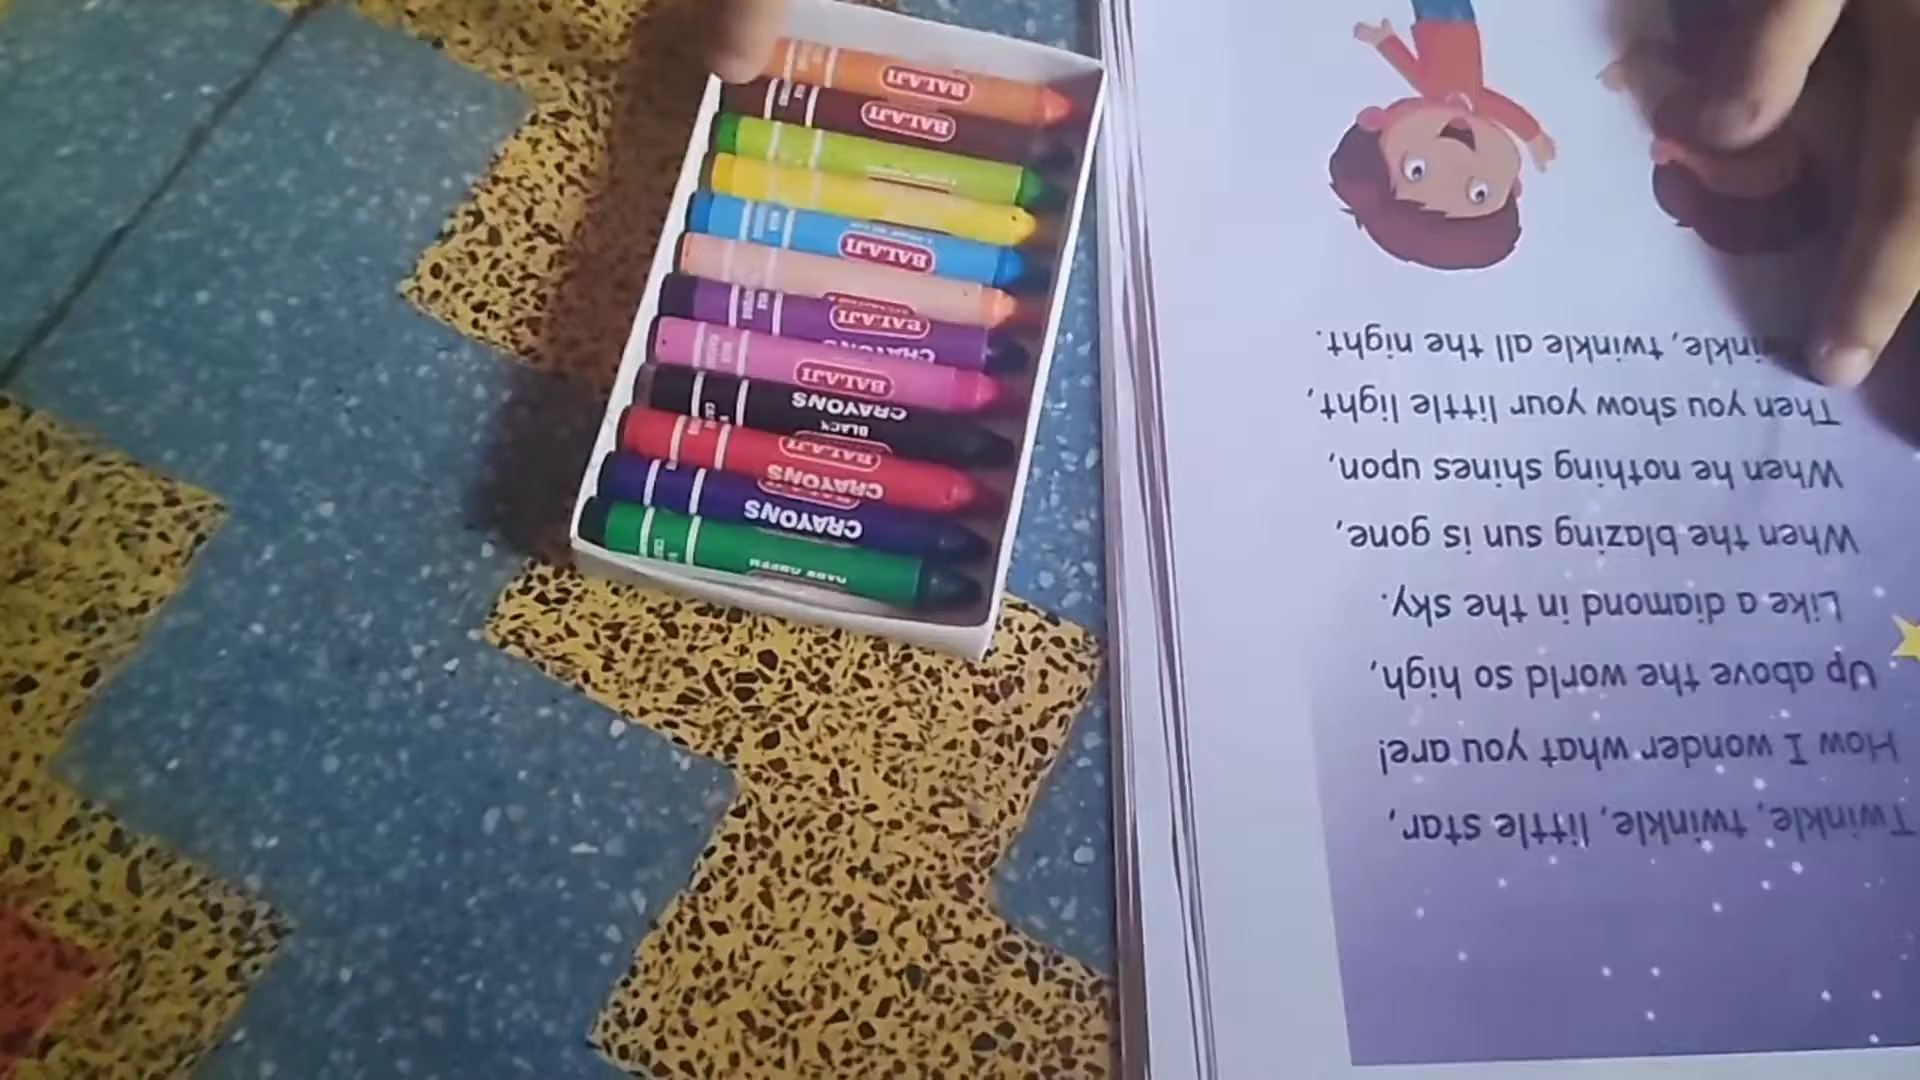 Twinkle, twinkle, little star,
How I wonder what you are!
Up above the world so high,
Like a diamond in the sky.
When the blazing sun is gone,
When he nothing shines upon,
Then you show your little light,
twinkle all the night.
DARK GREEN
CRAYONS
CRAYONS
BALAJI
BLACK
CRAYONS
BALAJI
CRAYONS
BALAJI
BALAJI
BALAJI
BALAJI